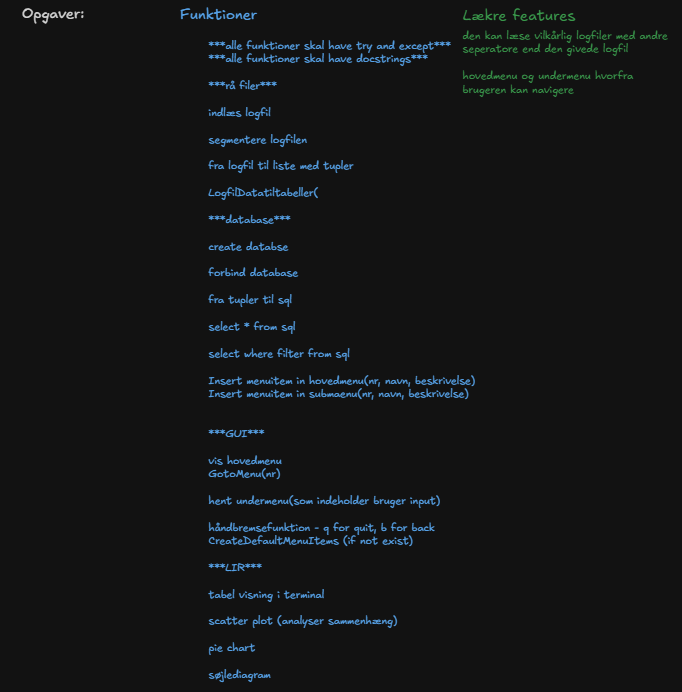 Opgaver:
Funktioner
***alle funktioner skal have try and except***
***alle funktioner skal have docstrings***
***rå filer***
indlæs logfil
segmentere logfilen
fra logfil til liste med tupler
LogfilDatatiltabeller(
***database***
create databse
forbind database
fra tupler til sql
select * from sql
select where filter from sql
Insert menuitem in hovedmenu(nr, navn, beskrivelse)
Insert menuitem in submaenu(nr, navn, beskrivelse)
***GUI***
vis hovedmenu
GotoMenu(nr)
hent undermenu(som indeholder bruger input)
håndbremsefunktion - q for quit, b for back
CreateDefaultMenuItems (if not exist)
***LIR***
tabel visning i terminal
scatter plot (analyser sammenhæng)
pie chart
søjlediagram
Lækre features
den kan læse vilkårlig logfiler med andre
seperatore end den givede logfil
hovedmenu og undermenu hvorfra
brugeren kan navigere